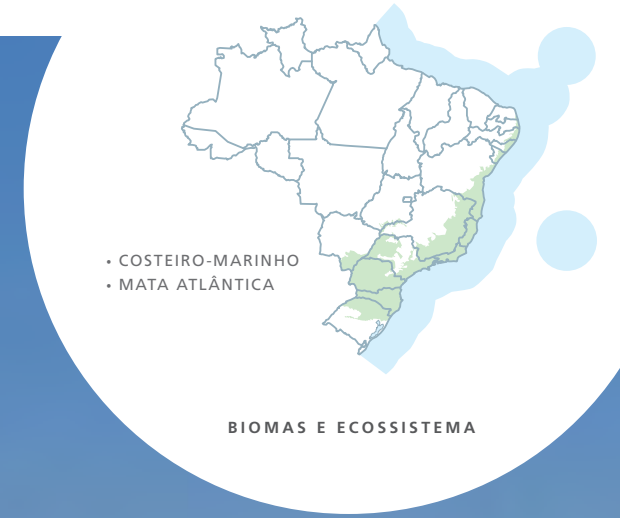 • COSTEIRO-MARINHO
• MATA ATLÂNTICA
BIOMAS E ECOSSISTEMA